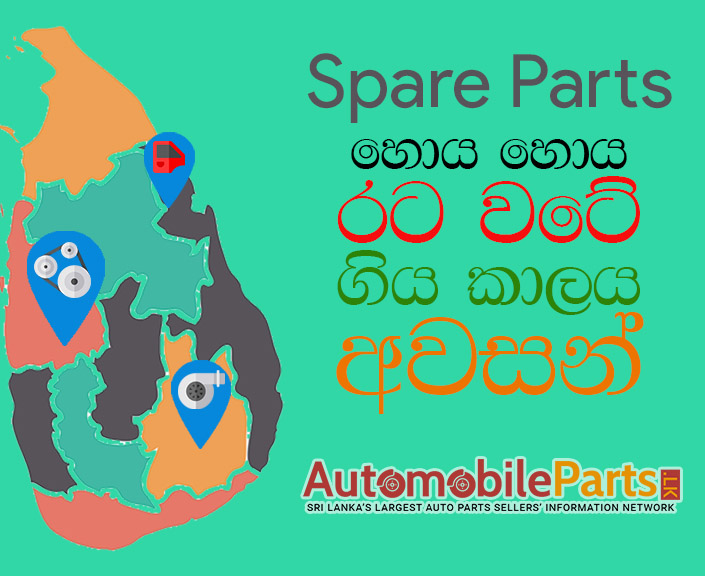 Spare Parts
හොය හොය
රට වටේ
ගිය කාලය
අවසන්
AutomobileParts.LK
SRI LANKA'S LARGEST AUTO PARTS SELLERS' INFORMATION NETWORK